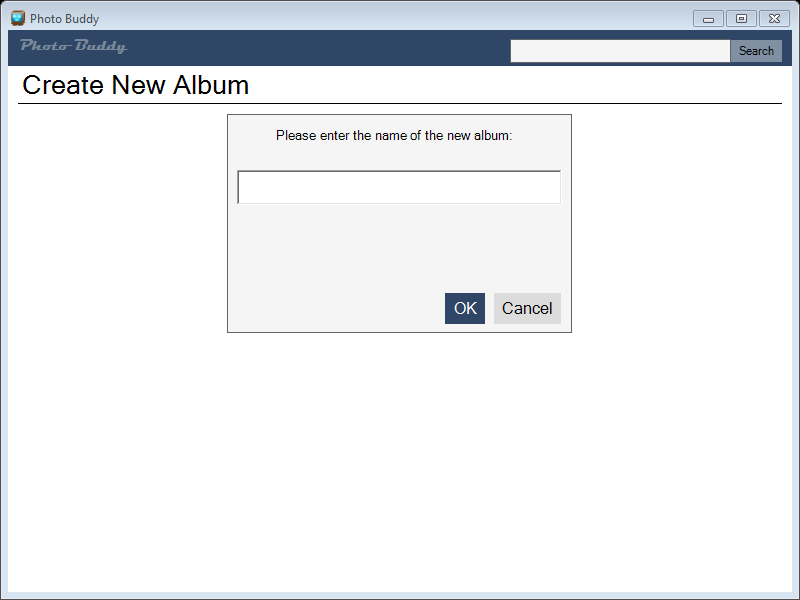 Photo Buddy
Photo Buddy
Search
Create New Album
Please enter the name of the new album:
OK
Cancel